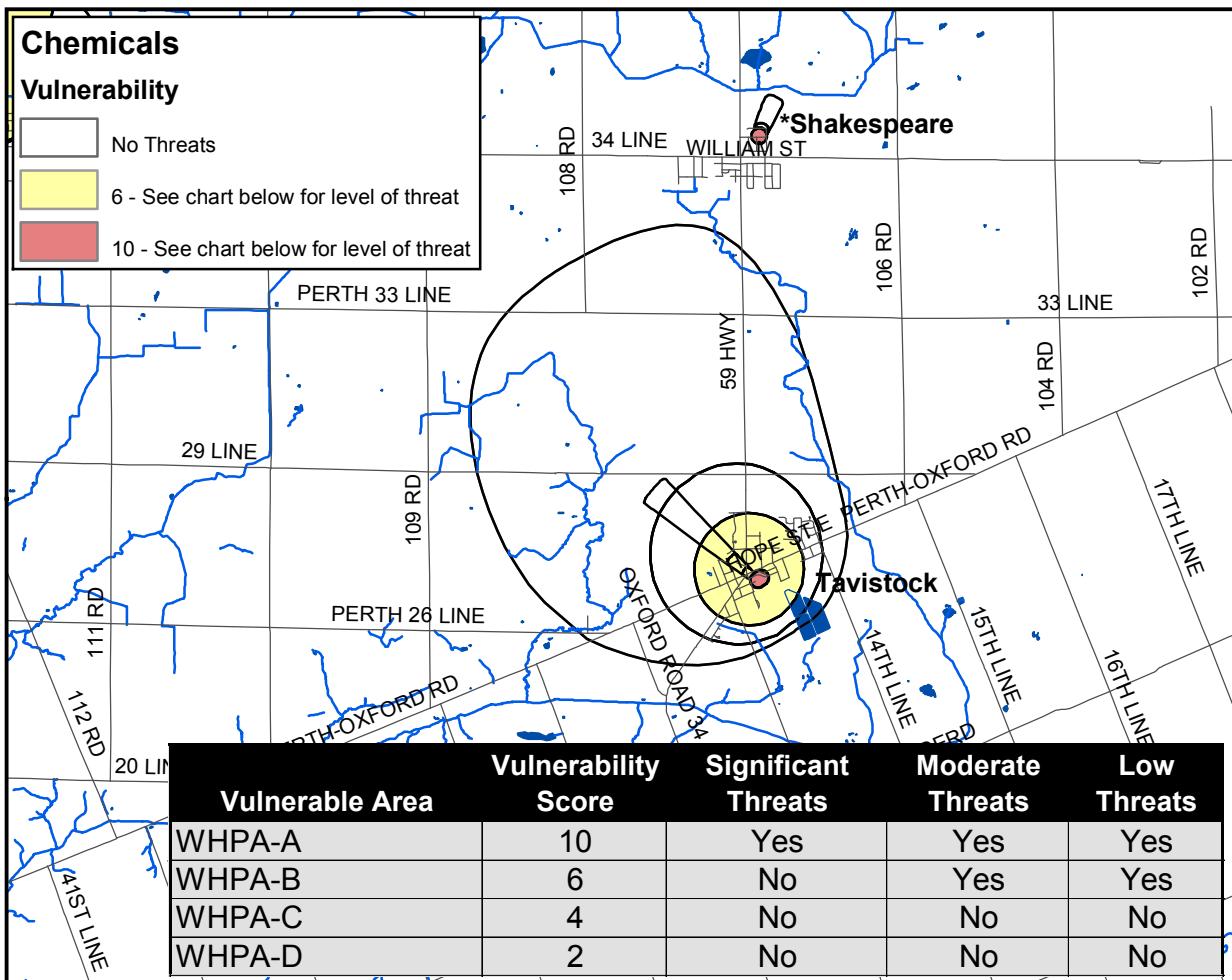 Chemicals
Vulnerability
No Threats
6 - See chart below for level of threat
10 - See chart below for level of threat
*Shakespeare
34 LINE
WILLIAM ST
108 RD
106 RD
102 RD
PERTH 33 LINE
33 LINE
59 HWY
104 RD
29 LINE
109 RD
HOPE ST E
PERTH-OXFORD RD
17TH LINE
Tavistock
OXFORD ROAD 34
111 RD
PERTH 26 LINE
14TH LINE
15TH LINE
16TH LINE
112 RD
RTH-OXFORD RD
20 LIN
41ST LINE
Vulnerable Area Vulnerability Score Significant Threats Moderate Threats Low Threats
WHPA-A 10 Yes Yes Yes
WHPA-B 6 No Yes Yes
WHPA-C 4 No No No
WHPA-D 2 No No No